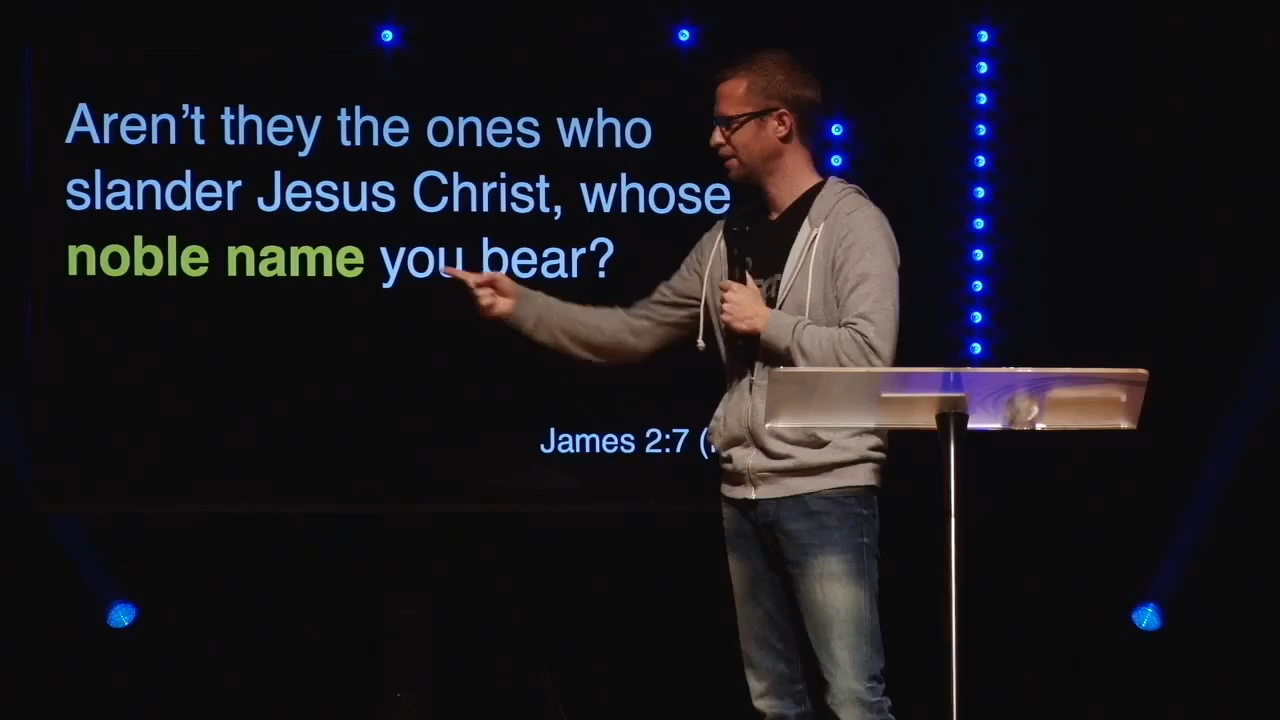 Aren’t they the ones who
slander Jesus Christ, whose
noble name you bear?
James 2:7 (